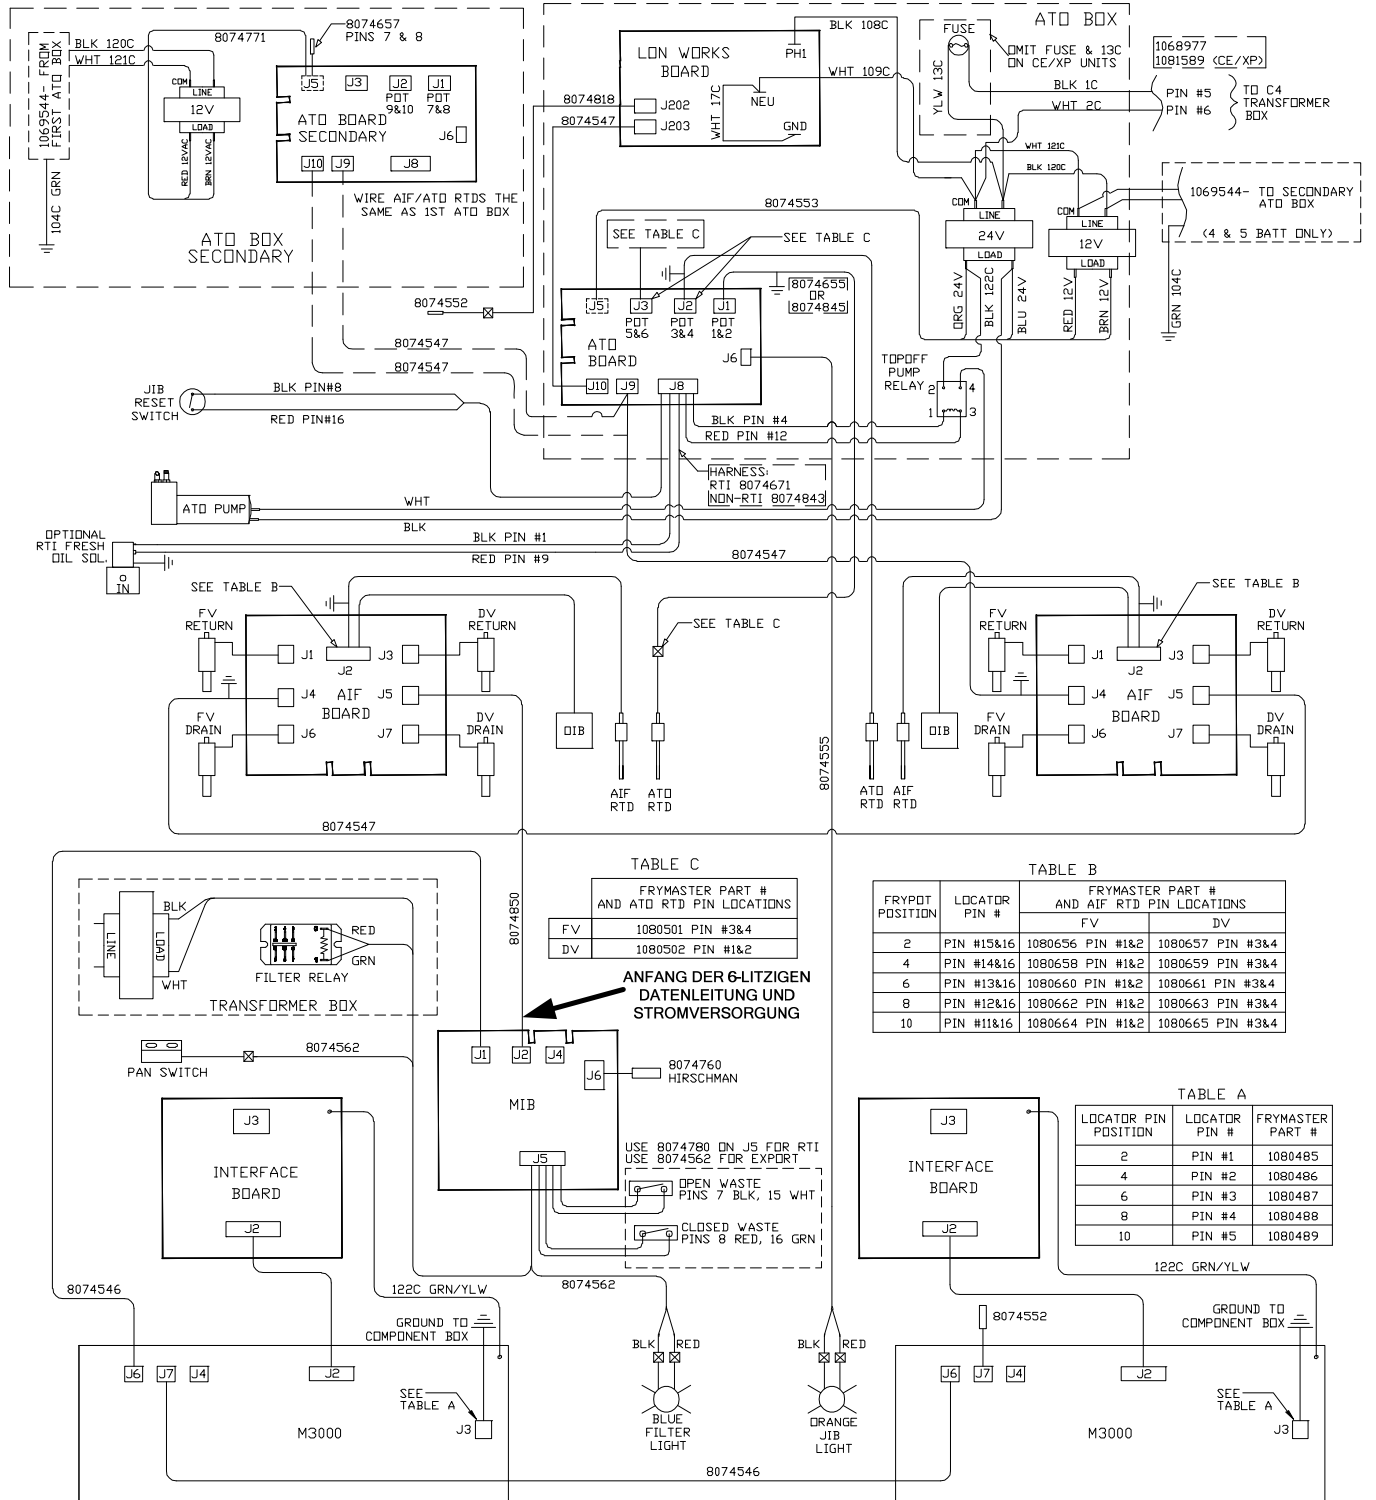 8074657
PINS 7 & 8
8074771
BLK 120C
WHT 121C
1069544- FROM
FIRST ATO BOX
COM
LINE
12V
LOAD
RED 12VAC
BRN 12VAC
104C GRN
J5
J3
J2
J1
POT
9&10
POT
7&8
ATO BOARD
SECONDARY
J6
J10
J9
J8
WIRE AIF/ATO RTDS THE
SAME AS 1ST ATO BOX
ATO BOX
SECONDARY
ATO BOX
LON WORKS
BOARD
PH1
BLK 108C
WHT 109C
WHT 17C
NEU
GND
J202
J203
8074818
8074547
FUSE
YLW 13C
OMIT FUSE & 13C
ON CE/XP UNITS
1068977
1081589 (CE/XP)
BLK 1C
WHT 2C
PIN #5
PIN #6
TO C4
TRANSFORMER
BOX
WHT 121C
BLK 120C
COM
LINE
24V
LOAD
COM
LINE
12V
LOAD
1069544- TO SECONDARY
ATO BOX
(4 & 5 BATT ONLY)
GRN 104C
ORG 24V
BLK 122C
BLU 24V
RED 12V
BRN 12V
8074553
SEE TABLE C
SEE TABLE C
8074655
OR
8074845
8074552
J5
J3
J2
J1
POT
5&6
POT
3&4
POT
1&2
ATO
BOARD
J6
J10
J9
J8
TOPOFF
PUMP
RELAY
2
4
1
3
8074547
8074547
JIB
RESET
SWITCH
BLK PIN#8
RED PIN#16
BLK PIN #4
RED PIN #12
HARNESS:
RTI 8074671
NON-RTI 8074843
ATO PUMP
WHT
BLK
OPTIONAL
RTI FRESH
OIL SOL.
IN
BLK PIN #1
RED PIN #9
8074547
SEE TABLE B
FV
RETURN
DV
RETURN
J1
J2
J3
J4
J5
AIF
BOARD
J6
J7
FV
DRAIN
DV
DRAIN
OIB
SEE TABLE C
AIF
RTD
ATO
RTD
8074555
ATO
RTD
AIF
RTD
OIB
SEE TABLE B
FV
RETURN
DV
RETURN
J1
J2
J3
J4
J5
AIF
BOARD
J6
J7
FV
DRAIN
DV
DRAIN
8074547
8074850
TABLE C
FRYMASTER PART #
AND ATO RTD PIN LOCATIONS
FV 1080501 PIN #3&4
DV 1080502 PIN #1&2
TABLE B
FRYPOT
POSITION
LOCATOR
PIN #
FRYMASTER PART #
AND AIF RTD PIN LOCATIONS
FV DV
2 PIN #15&16 1080656 PIN #1&2 1080657 PIN #3&4
4 PIN #14&16 1080658 PIN #1&2 1080659 PIN #3&4
6 PIN #13&16 1080660 PIN #1&2 1080661 PIN #3&4
8 PIN #12&16 1080662 PIN #1&2 1080663 PIN #3&4
10 PIN #11&16 1080664 PIN #1&2 1080665 PIN #3&4
ANFANG DER 6-LITZIGEN
DATENLEITUNG UND
STROMVERSORGUNG
LINE
LOAD
BLK
WHT
RED
GRN
FILTER RELAY
TRANSFORMER BOX
PAN SWITCH
8074562
J1
J2
J4
J6
MIB
J5
8074760
HIRSCHMAN
USE 8074780 ON J5 FOR RTI
USE 8074562 FOR EXPORT
OPEN WASTE
PINS 7 BLK, 15 WHT
CLOSED WASTE
PINS 8 RED, 16 GRN
TABLE A
LOCATOR PIN
POSITION
LOCATOR
PIN #
FRYMASTER
PART #
2 PIN #1 1080485
4 PIN #2 1080486
6 PIN #3 1080487
8 PIN #4 1080488
10 PIN #5 1080489
J3
INTERFACE
BOARD
J2
J3
INTERFACE
BOARD
J2
8074546
122C GRN/YLW
8074562
122C GRN/YLW
GROUND TO
COMPONENT BOX
8074552
GROUND TO
COMPONENT BOX
BLK
RED
BLUE
FILTER
LIGHT
BLK
RED
ORANGE
JIB
LIGHT
J6
J7
J4
J2
SEE
TABLE A
J3
M3000
J6
J7
J4
J2
SEE
TABLE A
J3
M3000
8074546